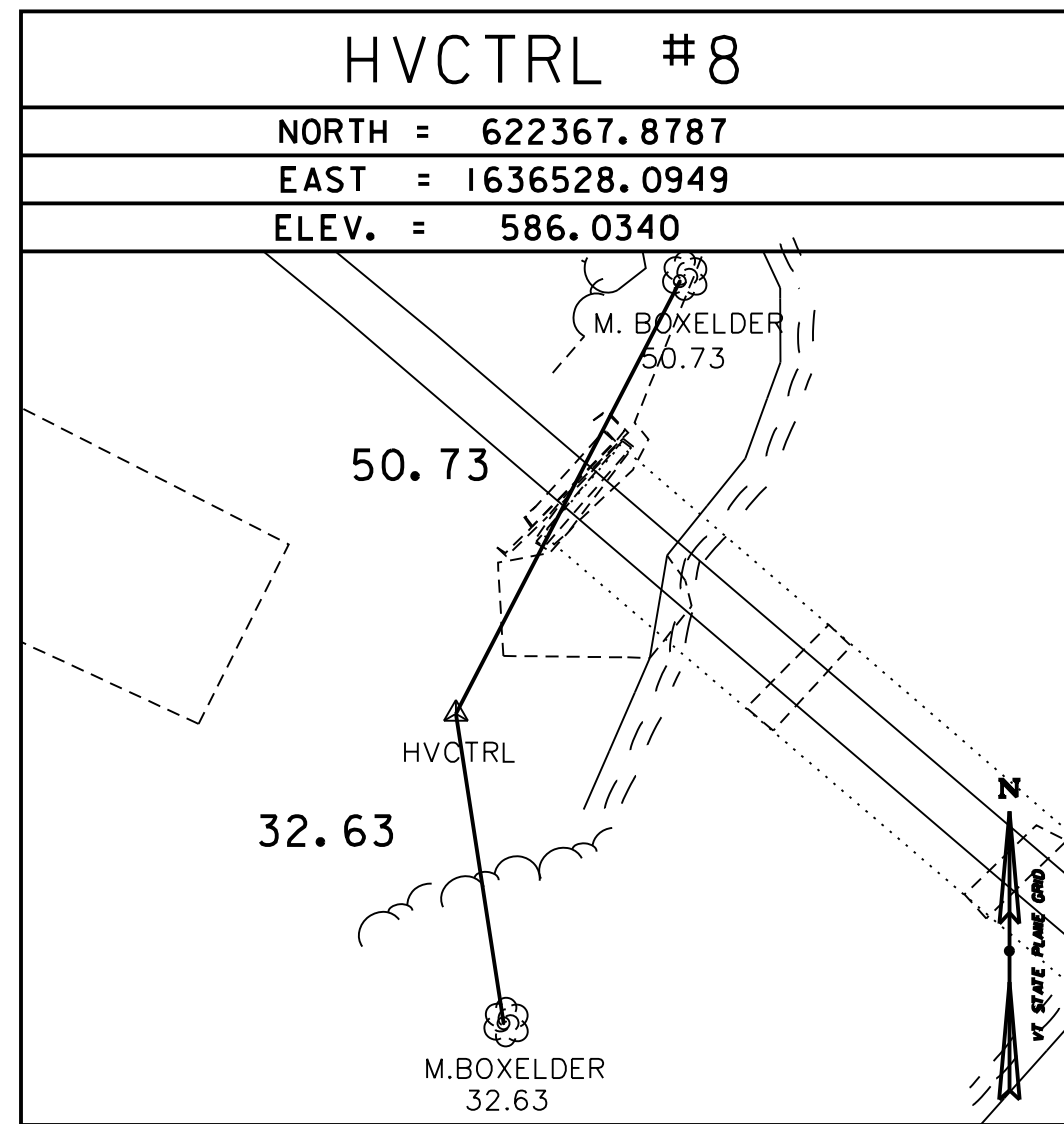 HVCTRL #8
NORTH = 622367.8787
EAST = 1636528.0949
ELEV. = 586.0340
M. BOXELDER
50.73
50.73
HVCTRL
N
32.63
VT STATE PLANE GRID
M.BOXELDER
32.63